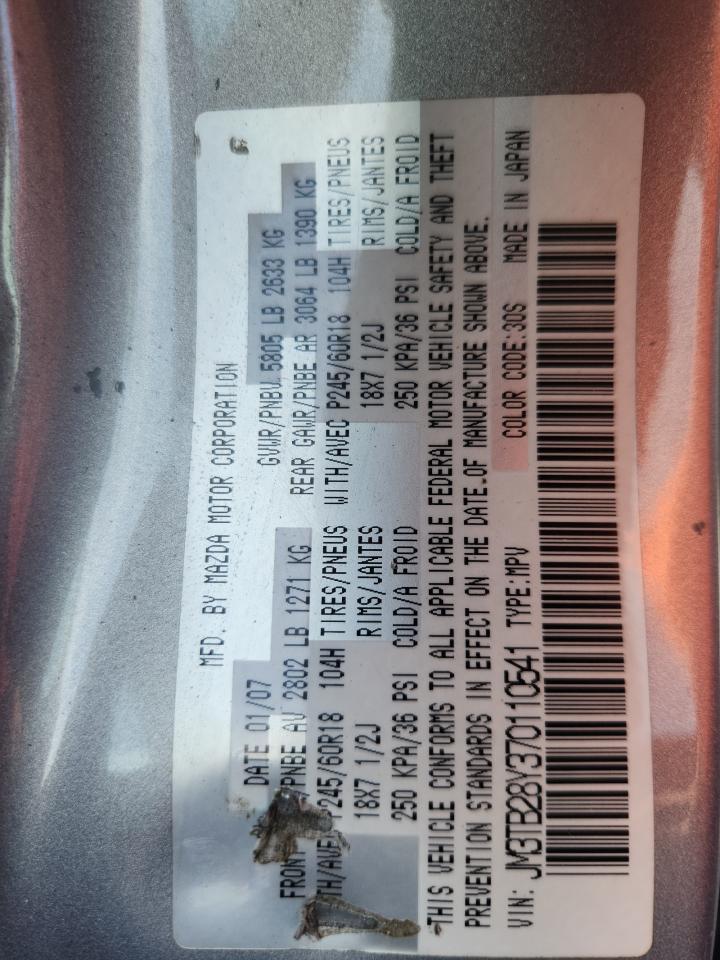 MFD. BY MAZDA MOTOR CORPORATION
DATE 01/07 GVWR/PNBV 5805 LB 2633 KG
FRONT PNBE AV 2802 LB 1271 KG REAR GAWR/PNBE AR 3064 LB 1390 KG
TH/AVE P245/60R18 104H TIRES/PNEUS WITH/AVEC P245/60R18 104H TIRES/PNEUS
18X7 1/2J RIMS/JANTES 18X7 1/2J RIMS/JANTES
250 KPA/36 PSI COLD/A FROID 250 KPA/36 PSI COLD/A FROID
THIS VEHICLE CONFORMS TO ALL APPLICABLE FEDERAL MOTOR VEHICLE SAFETY AND THEFT
PREVENTION STANDARDS IN EFFECT ON THE DATE OF MANUFACTURE SHOWN ABOVE.
VIN: JM3TB28Y370110541 TYPE:MPV COLOR CODE:30S MADE IN JAPAN